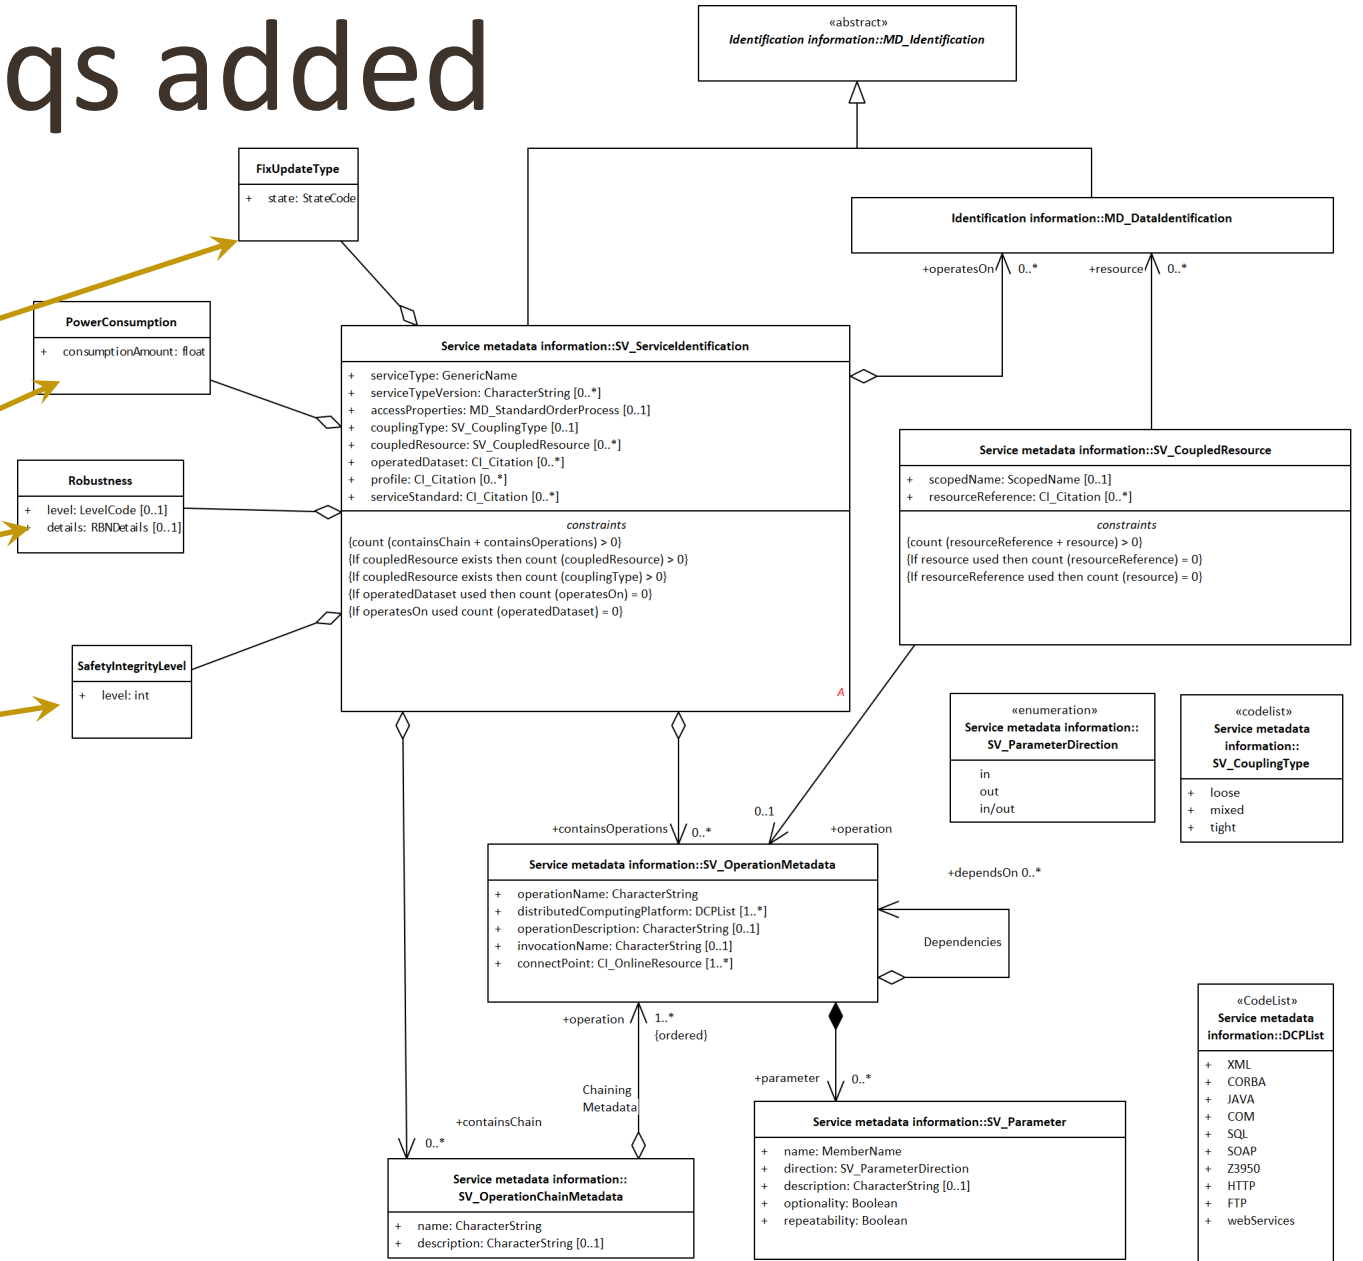 qs added
«abstract»
Identification information::MD_Identification
FixUpdateType
+ state: StateCode
Identification information::MD_DataIdentification
+operatesOn 0..*
+resource 0..*
PowerConsumption
+ consumptionAmount: float
Service metadata information::SV_ServiceIdentification
+ serviceType: GenericName
+ serviceTypeVersion: CharacterString [0..*]
+ accessProperties: MD_StandardOrderProcess [0..1]
+ couplingType: SV_CouplingType [0..1]
+ coupledResource: SV_CoupledResource [0..*]
+ operatedDataset: CI_Citation [0..*]
+ profile: CI_Citation [0..*]
+ serviceStandard: CI_Citation [0..*]
constraints
{count (containsChain + containsOperations) > 0}
{If coupledResource exists then count (coupledResource) > 0}
{If coupledResource exists then count (couplingType) > 0}
{If operatedDataset used then count (operatesOn) = 0}
{If operatesOn used count (operatedDataset) = 0}
A
Service metadata information::SV_CoupledResource
+ scopedName: ScopedName [0..1]
+ resourceReference: CI_Citation [0..*]
constraints
{count (resourceReference + resource) > 0}
{If resource used then count (resourceReference) = 0}
{If resourceReference used then count (resource) = 0}
Robustness
+ level: LevelCode [0..1]
+ details: RBNDetails [0..1]
SafetyIntegrityLevel
+ level: int
«enumeration»
Service metadata information::
SV_ParameterDirection
in
out
in/out
«codelist»
Service metadata
information::
SV_CouplingType
+ loose
+ mixed
+ tight
+containsOperations 0..*
0..1
+operation
Service metadata information::SV_OperationMetadata
+ operationName: CharacterString
+ distributedComputingPlatform: DCPList [1..*]
+ operationDescription: CharacterString [0..1]
+ invocationName: CharacterString [0..1]
+ connectPoint: CI_OnlineResource [1..*]
+dependsOn 0..*
Dependencies
+operation 1..*
{ordered}
Chaining
Metadata
+parameter 0..*
+containsChain
0..*
Service metadata information::
SV_OperationChainMetadata
+ name: CharacterString
+ description: CharacterString [0..1]
Service metadata information::SV_Parameter
+ name: MemberName
+ direction: SV_ParameterDirection
+ description: CharacterString [0..1]
+ optionality: Boolean
+ repeatability: Boolean
«CodeList»
Service metadata
information::DCPList
+ XML
+ CORBA
+ JAVA
+ COM
+ SQL
+ SOAP
+ Z3950
+ HTTP
+ FTP
+ webServices